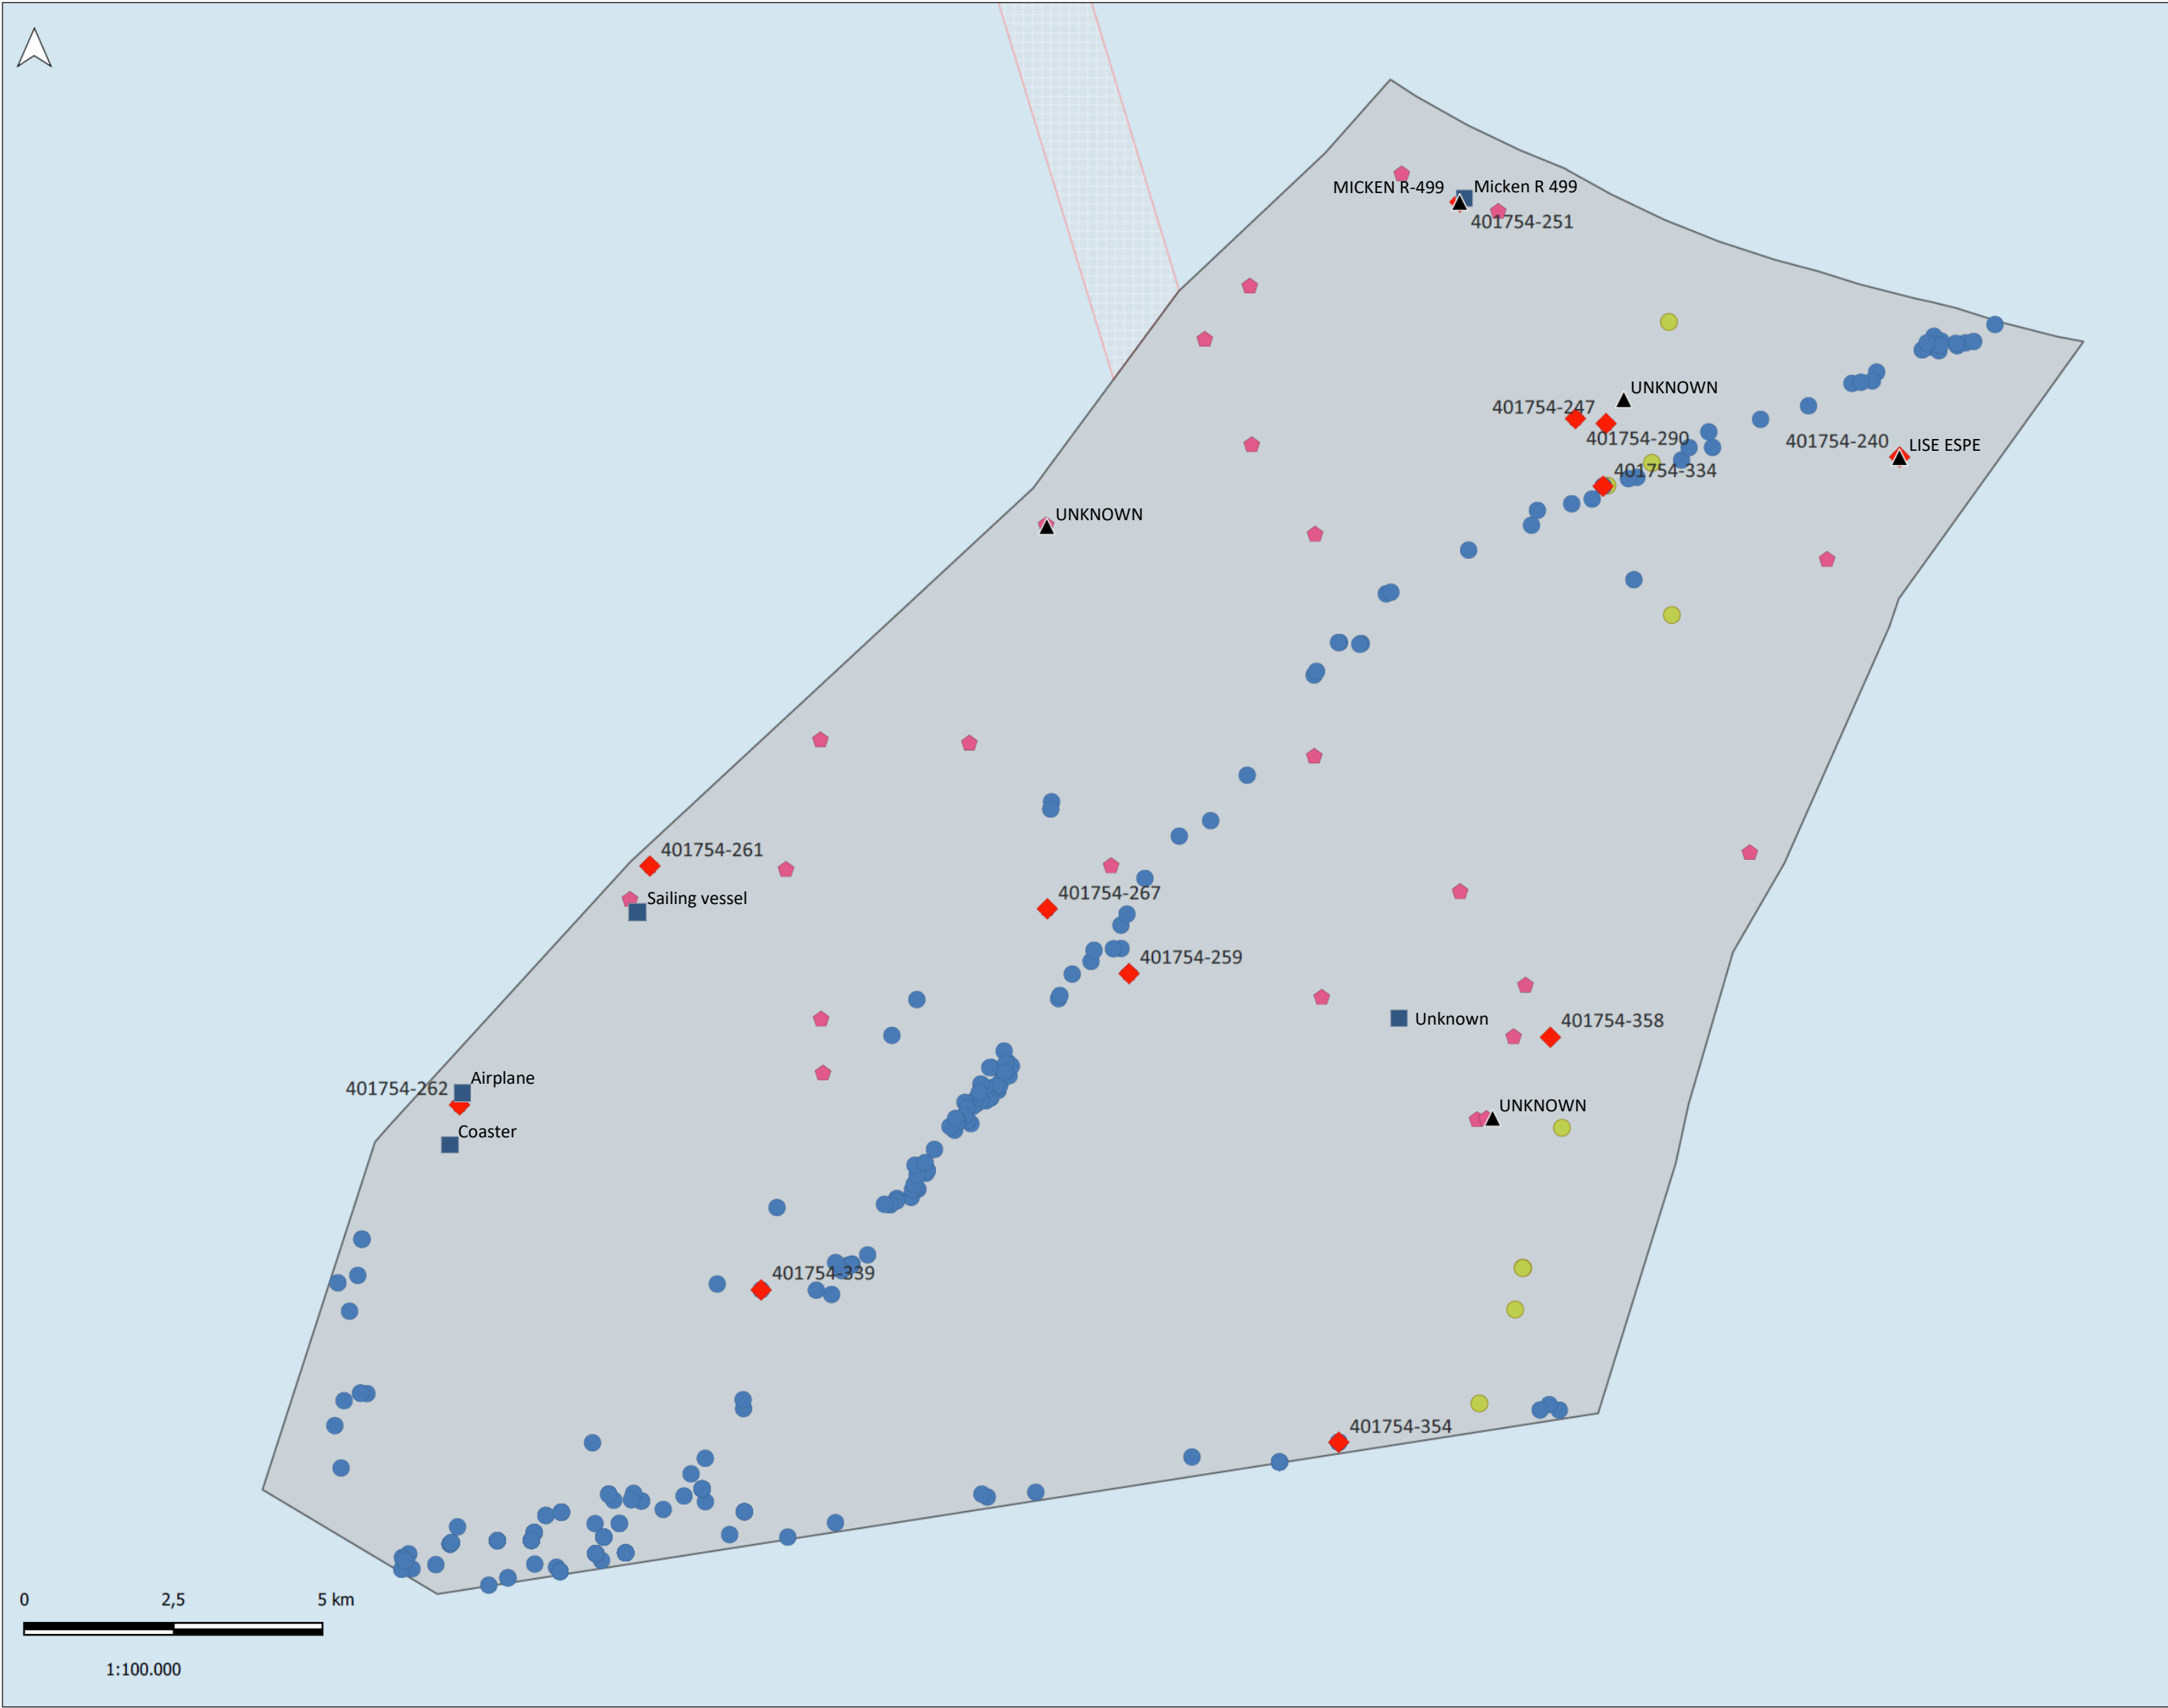 MICKEN R-499
Micken R 499
401754-251
UNKNOWN
401754-247
401754-290
401754-240
LISE ESPE
401754-334
UNKNOWN
401754-261
Sailing vessel
401754-267
401754-259
Unknown
401754-358
Airplane
401754-262
UNKNOWN
Coaster
401754-339
401754-354
0 2,5 5 km
1:100.000